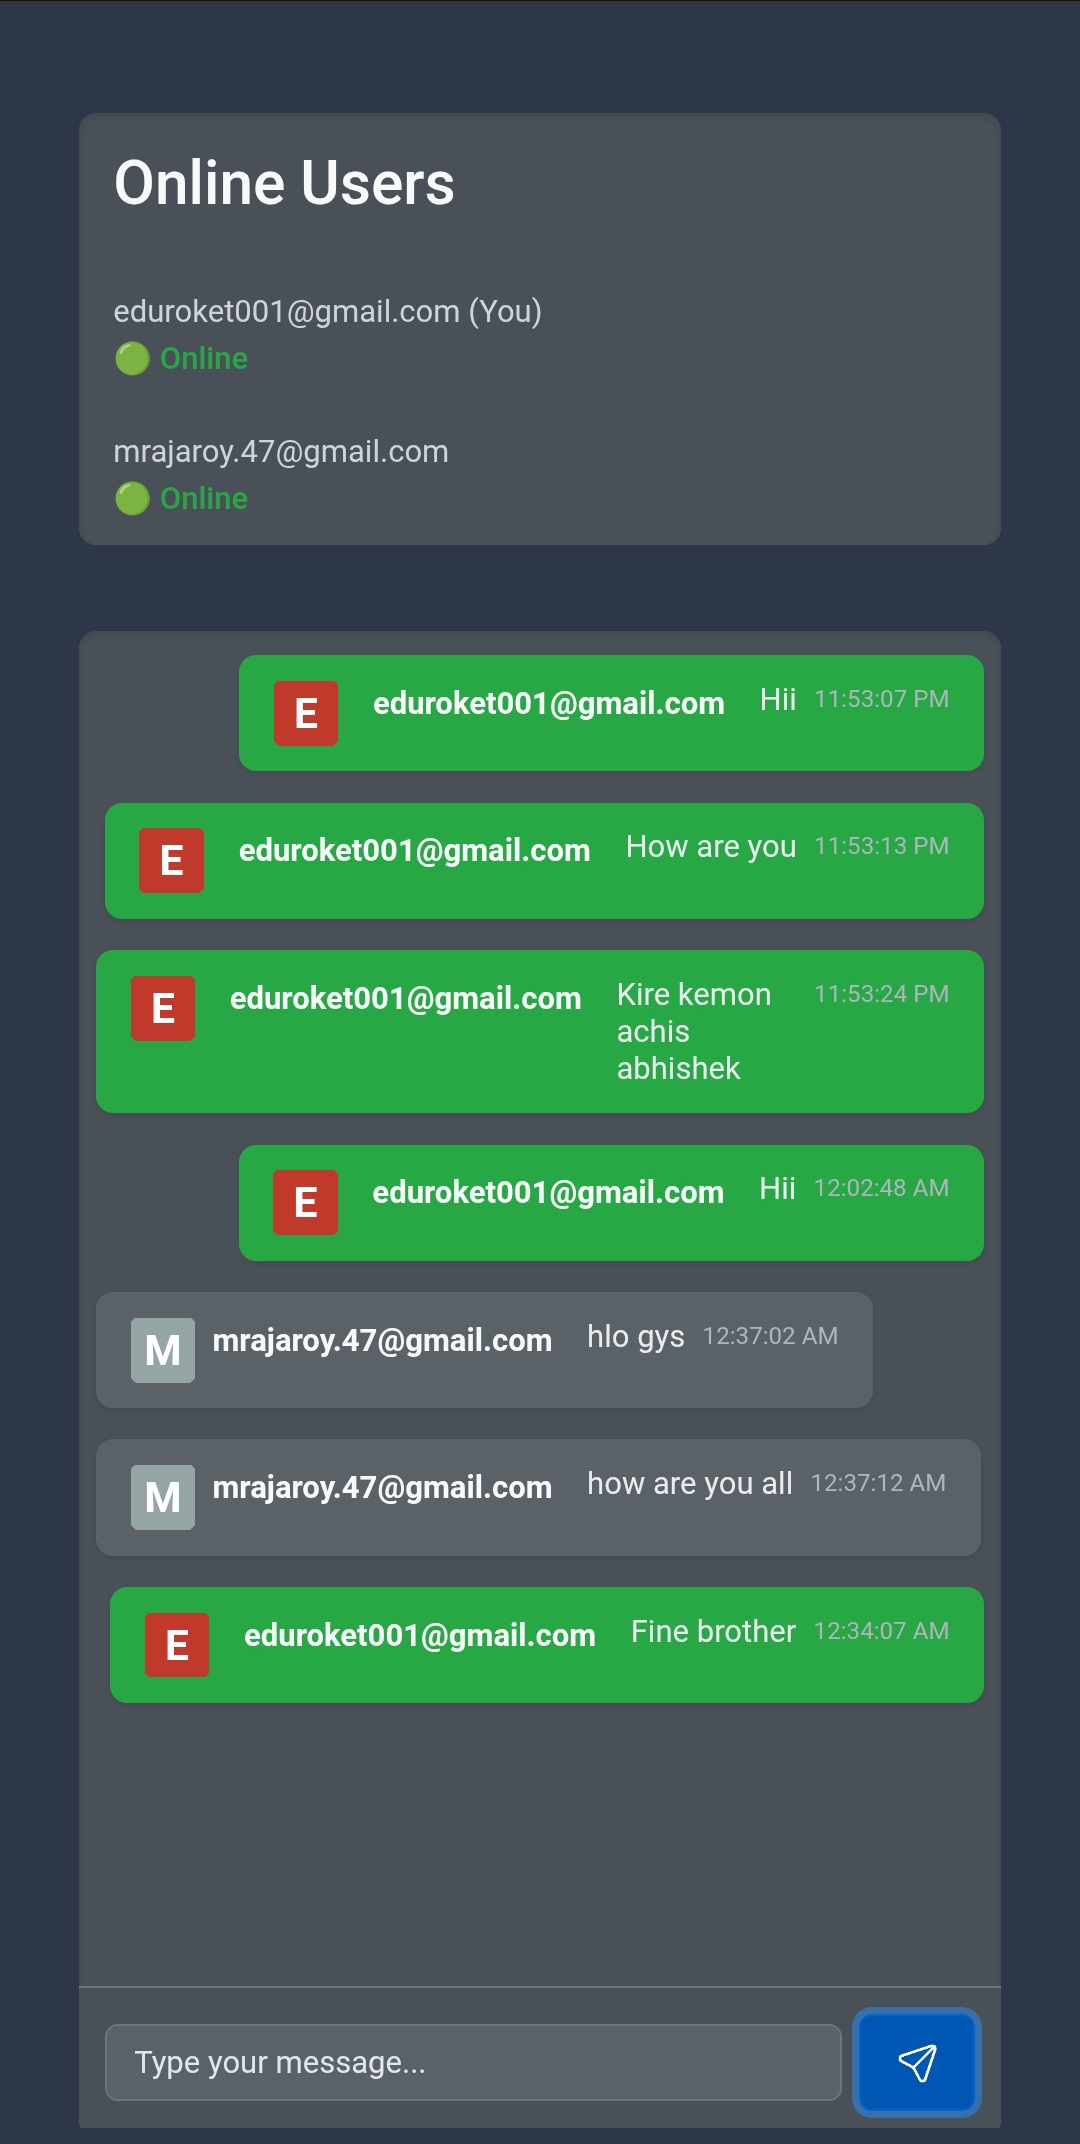 Online Users
eduroket001@gmail.com (You)
Online
mrajaroy.47@gmail.com
Online
E eduroket001@gmail.com Hii 11:53:07 PM
E eduroket001@gmail.com How are you 11:53:13 PM
E eduroket001@gmail.com Kire kemon 11:53:24 PM
achis
abhishek
E eduroket001@gmail.com Hii 12:02:48 AM
M mrajaroy.47@gmail.com hlo gys 12:37:02 AM
M mrajaroy.47@gmail.com how are you all 12:37:12 AM
E eduroket001@gmail.com Fine brother 12:34:07 AM
Type your message...